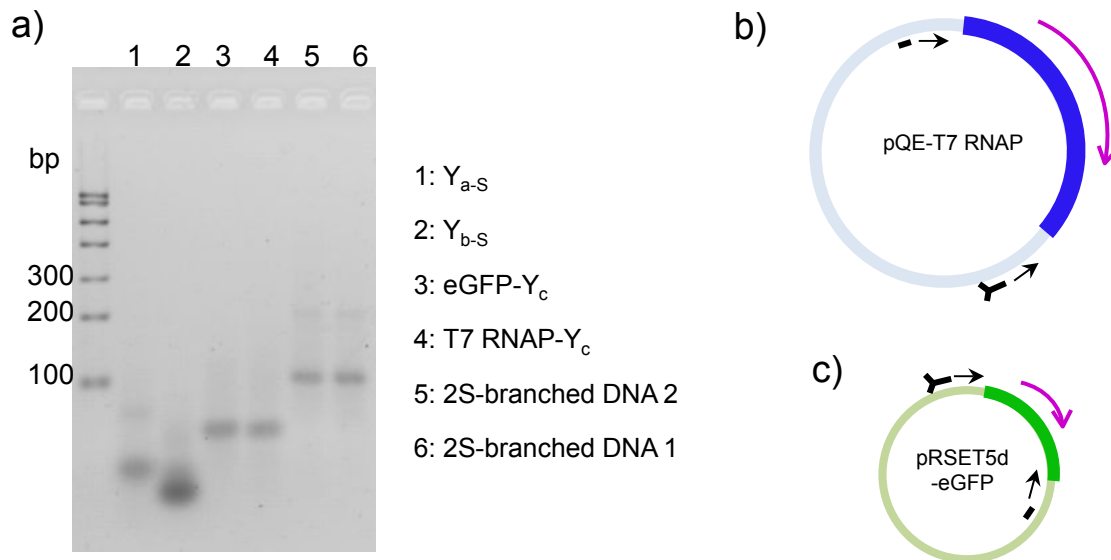 a)
1 2 3 4 5 6
bp
300
200
100
1: Ya-S
2: Yb-S
3: eGFP-Yc
4: T7 RNAP-Yc
5: 2S-branched DNA 2
6: 2S-branched DNA 1
b)
pQE-T7 RNAP
c)
pRSET5d
-eGFP